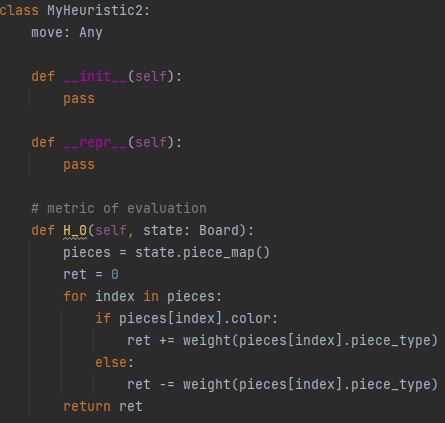 class MyHeuristic2:
    move: Any
    def __init__(self):
        pass
    def __repr__(self):
        pass
    # metric of evaluation
    def H_0(self, state: Board):
        pieces = state.piece_map()
        ret = 0
        for index in pieces:
            if pieces[index].color:
                ret += weight(pieces[index].piece_type)
            else:
                ret -= weight(pieces[index].piece_type)
        return ret